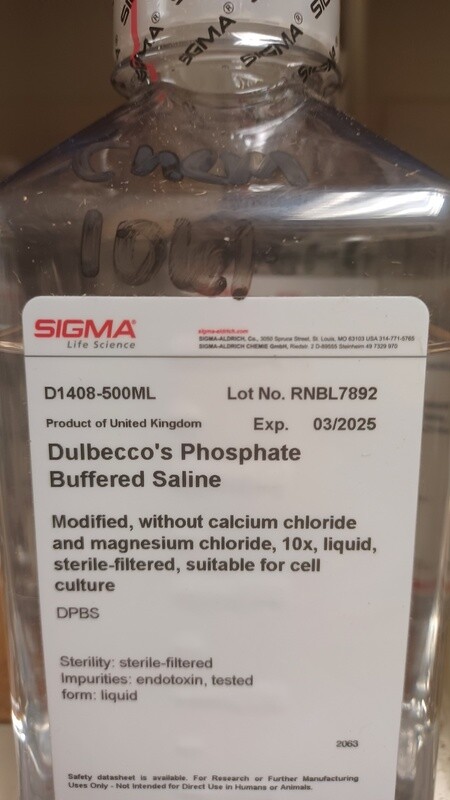 SIGMA® SIGMA® SIGMA®
Chem
1061
SIGMA®
Life Science
sigma-aldrich.com
SIGMA-ALDRICH, Co., 3050 Spruce Street, St. Louis, MO 63103 USA 314-771-5765
SIGMA-ALDRICH CHEMIE GmbH, Riedstr. 2 D-89555 Steinheim 49 7329 970
D1408-500ML Lot No. RNBL7892
Product of United Kingdom Exp. 03/2025
Dulbecco's Phosphate
Buffered Saline
Modified, without calcium chloride
and magnesium chloride, 10x, liquid,
sterile-filtered, suitable for cell
culture
DPBS
Sterility: sterile-filtered
Impurities: endotoxin, tested
form: liquid
2063
Safety datasheet is available. For Research or Further Manufacturing
Uses Only - Not Intended for Direct Use in Humans or Animals.